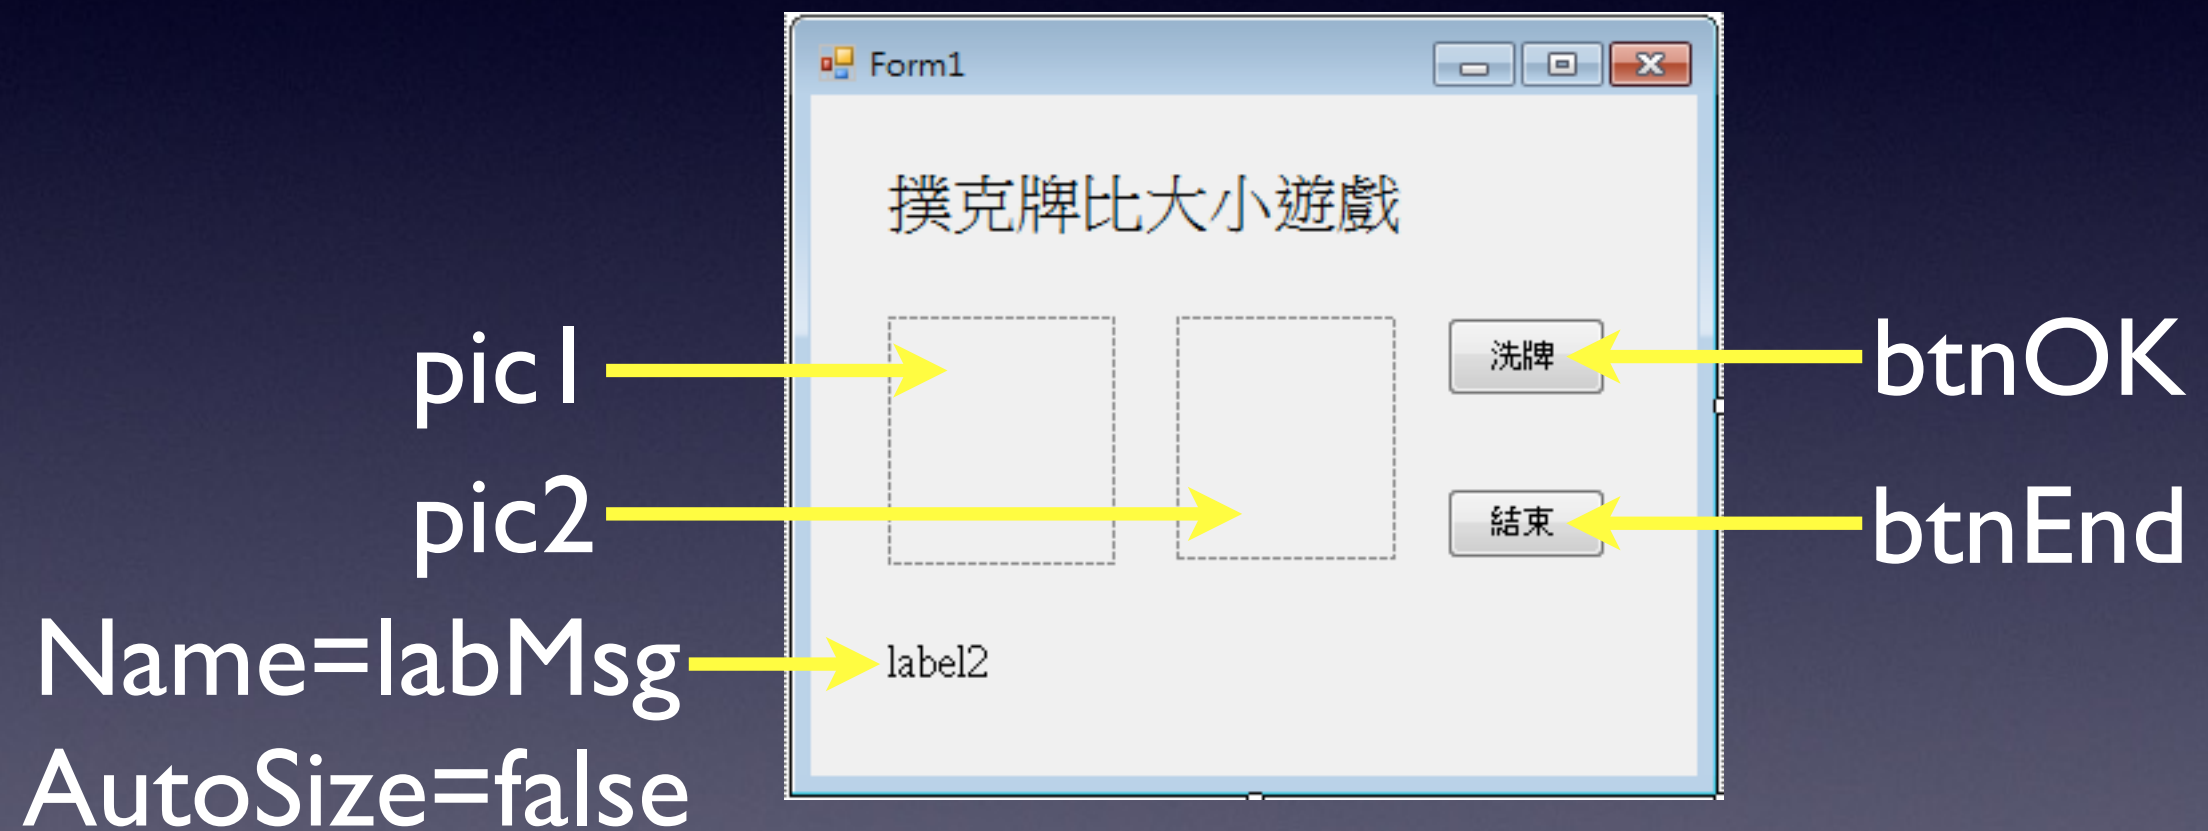 Form1
撲克牌比大小遊戲
pic1
洗牌
btnOK
pic2
結束
btnEnd
Name=labMsg
label2
AutoSize=false